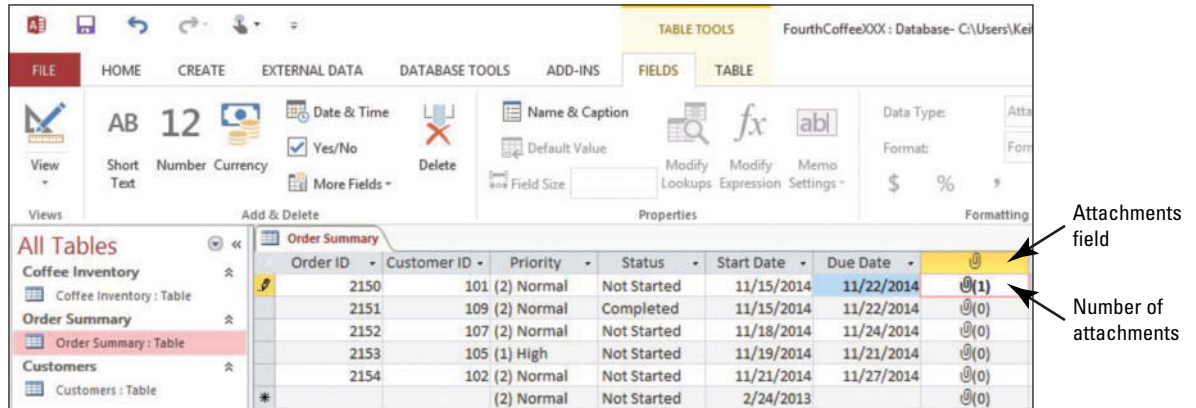 TABLE TOOLS FourthCoffeeXXX : Database- C:\Users\Kei
FILE HOME CREATE EXTERNAL DATA DATABASE TOOLS ADD-INS FIELDS TABLE
View
Views
AB Short Text
12 Number
Currency
Date & Time
Yes/No
More Fields
Delete
Add & Delete
Name & Caption
Default Value
Field Size
Modify Lookups
fx Modify Expression
abl Memo Settings
Properties
Data Type: Atta
Format: Form
$ % ,
Formatting
All Tables «
Coffee Inventory
Coffee Inventory : Table
Order Summary
Order Summary : Table
Customers
Customers : Table
Order Summary
Order ID Customer ID Priority Status Start Date Due Date
2150 101 (2) Normal Not Started 11/15/2014 11/22/2014 (1)
2151 109 (2) Normal Completed 11/15/2014 11/22/2014 (0)
2152 107 (2) Normal Not Started 11/18/2014 11/24/2014 (0)
2153 105 (1) High Not Started 11/19/2014 11/21/2014 (0)
2154 102 (2) Normal Not Started 11/21/2014 11/27/2014 (0)
* (2) Normal Not Started 2/24/2013 (0)
Attachments
field
Number of
attachments